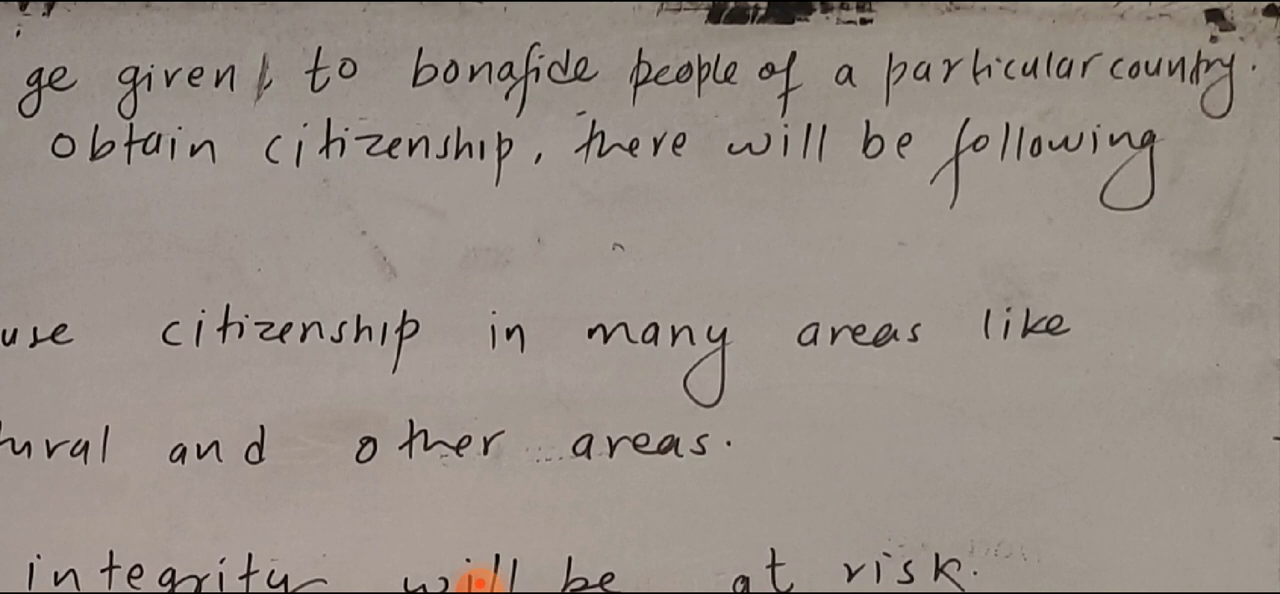 ge given to bonafide people of a particular country.
obtain citizenship, there will be following
use citizenship in many areas like
ural and other areas.
integrity will be at risk.